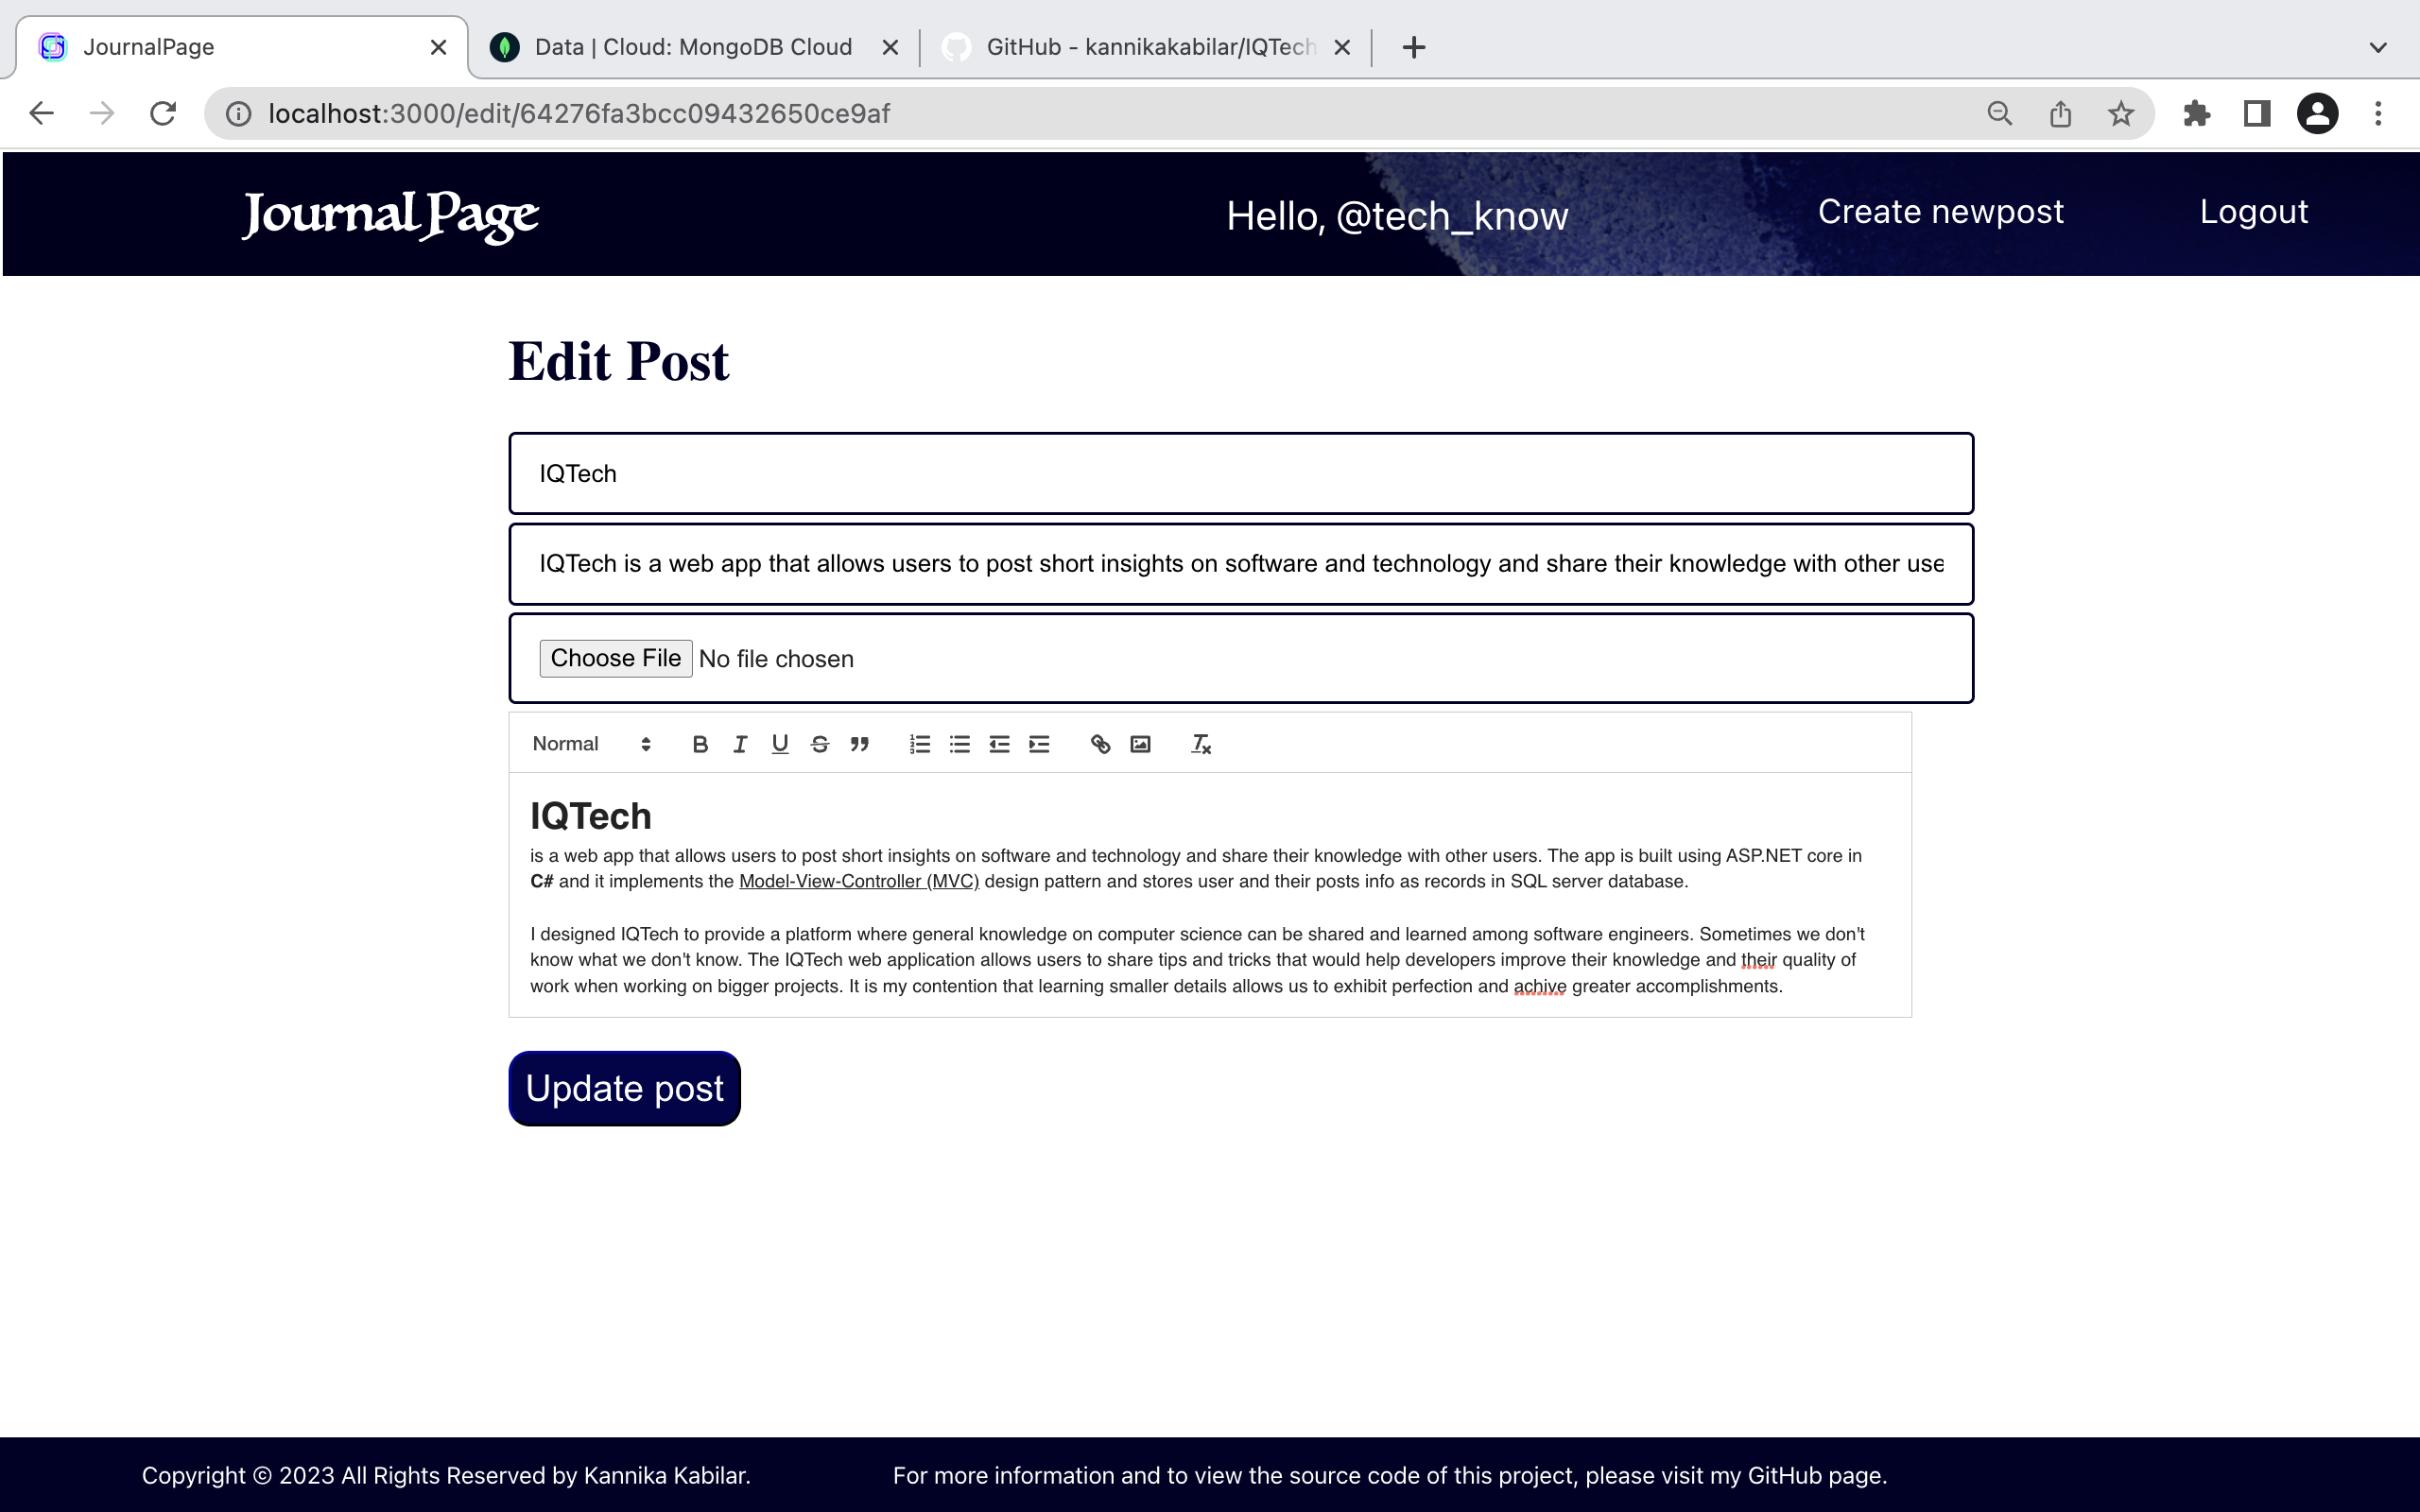 JournalPage
Data | Cloud: MongoDB Cloud
GitHub - kannikakabilar/IQTech
localhost:3000/edit/64276fa3bcc09432650ce9af
Journal Page
Hello, @tech_know
Create newpost
Logout
Edit Post
IQTech
IQTech is a web app that allows users to post short insights on software and technology and share their knowledge with other use
Choose File No file chosen
Normal
IQTech
is a web app that allows users to post short insights on software and technology and share their knowledge with other users. The app is built using ASP.NET core in
C# and it implements the Model-View-Controller (MVC) design pattern and stores user and their posts info as records in SQL server database.
I designed IQTech to provide a platform where general knowledge on computer science can be shared and learned among software engineers. Sometimes we don't
know what we don't know. The IQTech web application allows users to share tips and tricks that would help developers improve their knowledge and their quality of
work when working on bigger projects. It is my contention that learning smaller details allows us to exhibit perfection and achive greater accomplishments.
Update post
Copyright © 2023 All Rights Reserved by Kannika Kabilar.
For more information and to view the source code of this project, please visit my GitHub page.